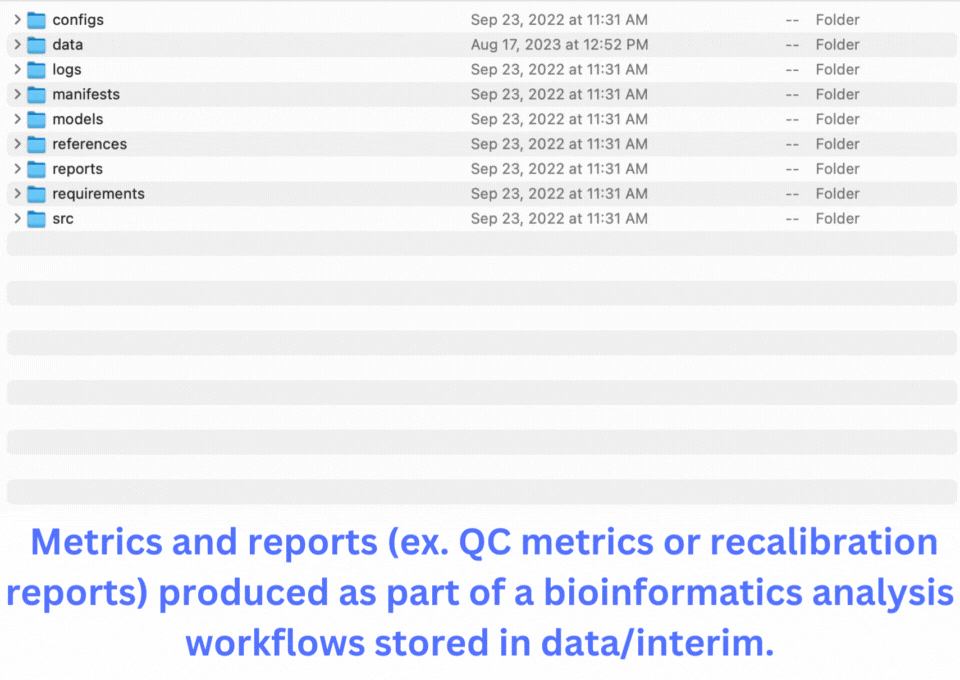 configs Sep 23, 2022 at 11:31 AM -- Folder
data Aug 17, 2023 at 12:52 PM -- Folder
logs Sep 23, 2022 at 11:31 AM -- Folder
manifests Sep 23, 2022 at 11:31 AM -- Folder
models Sep 23, 2022 at 11:31 AM -- Folder
references Sep 23, 2022 at 11:31 AM -- Folder
reports Sep 23, 2022 at 11:31 AM -- Folder
requirements Sep 23, 2022 at 11:31 AM -- Folder
src Sep 23, 2022 at 11:31 AM -- Folder
Metrics and reports (ex. QC metrics or recalibration
reports) produced as part of a bioinformatics analysis
workflows stored in data/interim.